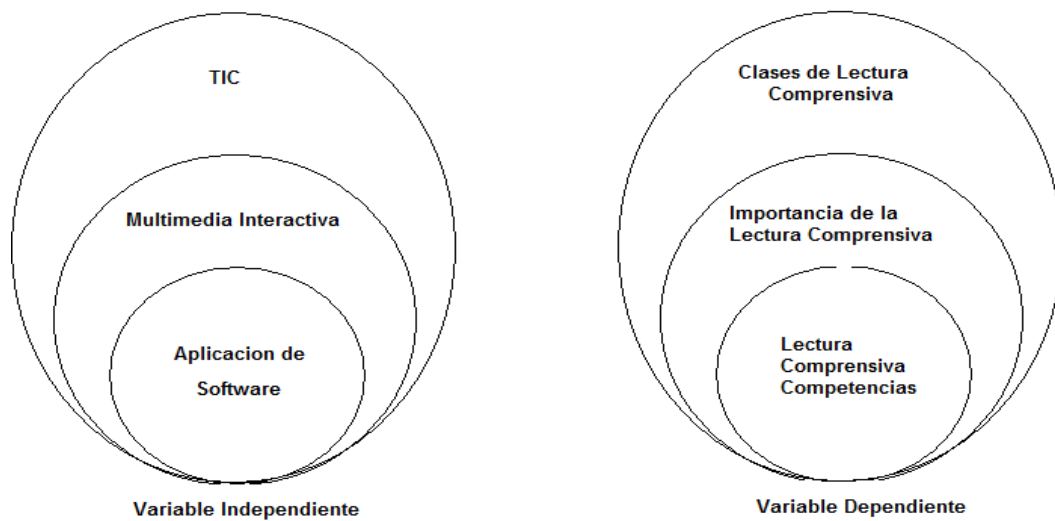 TIC
Multimedia Interactiva
Aplicacion de
Software
Variable Independiente
Clases de Lectura
Comprensiva
Importancia de la
Lectura Comprensiva
Lectura
Comprensiva
Competencias
Variable Dependiente